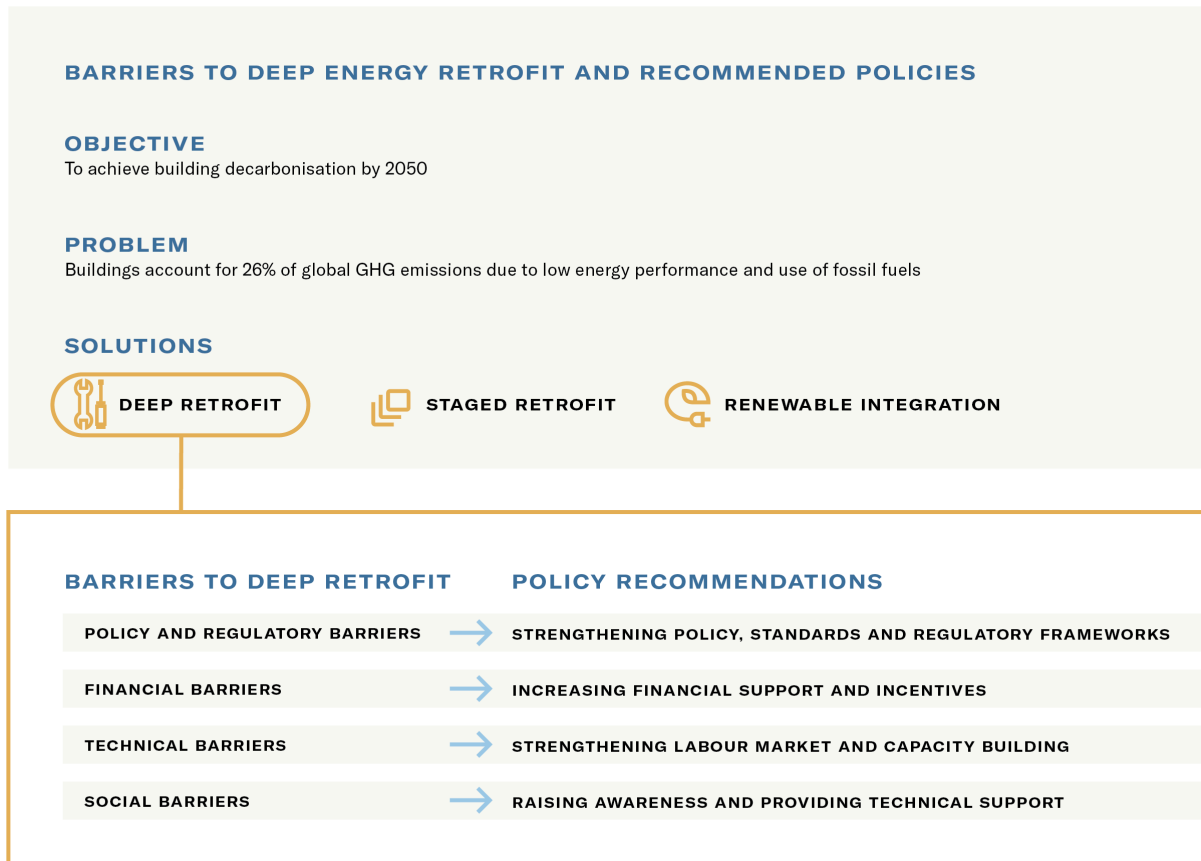 BARRIERS TO DEEP ENERGY RETROFIT AND RECOMMENDED POLICIES
OBJECTIVE
To achieve building decarbonisation by 2050
PROBLEM
Buildings account for 26% of global GHG emissions due to low energy performance and use of fossil fuels
SOLUTIONS
DEEP RETROFIT
STAGED RETROFIT
RENEWABLE INTEGRATION
BARRIERS TO DEEP RETROFIT
POLICY RECOMMENDATIONS
POLICY AND REGULATORY BARRIERS
STRENGTHENING POLICY, STANDARDS AND REGULATORY FRAMEWORKS
FINANCIAL BARRIERS
INCREASING FINANCIAL SUPPORT AND INCENTIVES
TECHNICAL BARRIERS
STRENGTHENING LABOUR MARKET AND CAPACITY BUILDING
SOCIAL BARRIERS
RAISING AWARENESS AND PROVIDING TECHNICAL SUPPORT